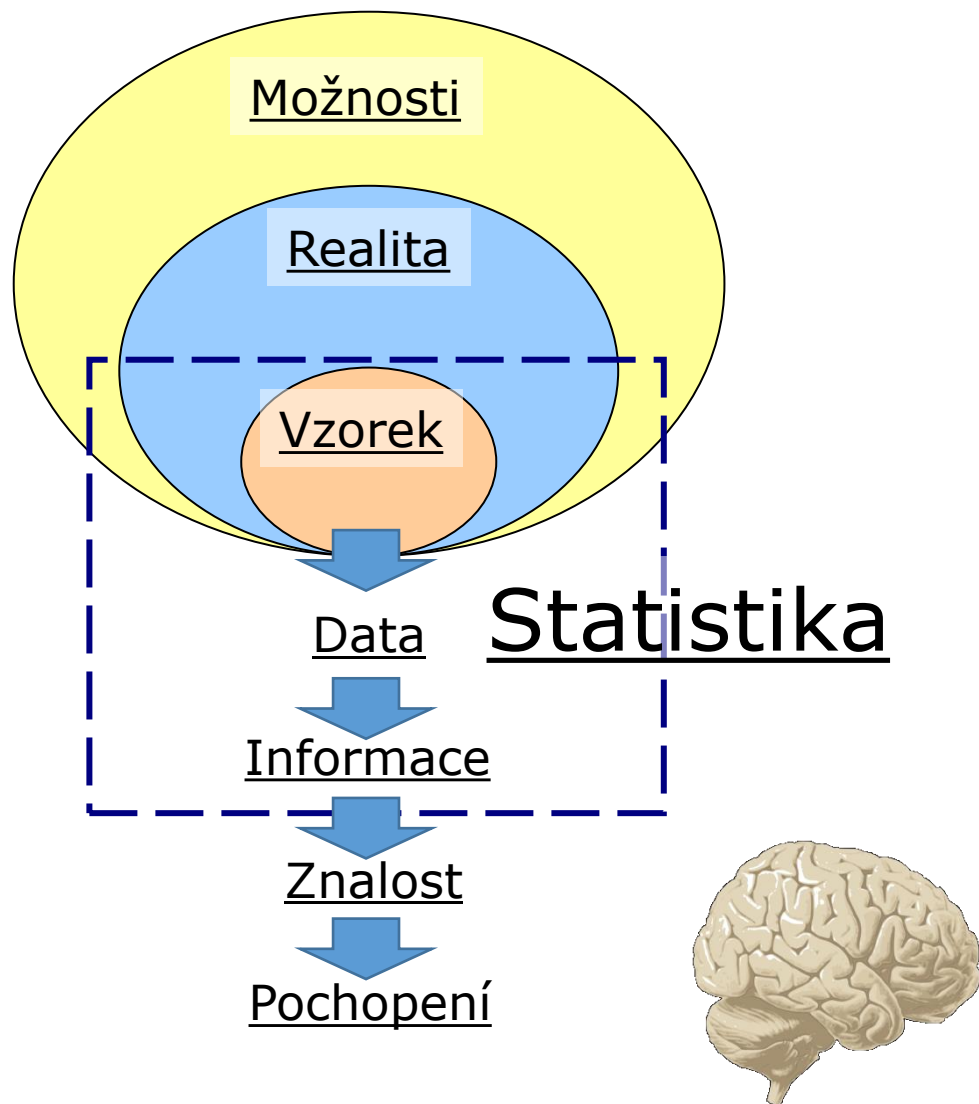 Možnosti
Realita
Vzorek
Statistika
Data
Informace
Znalost
Pochopení